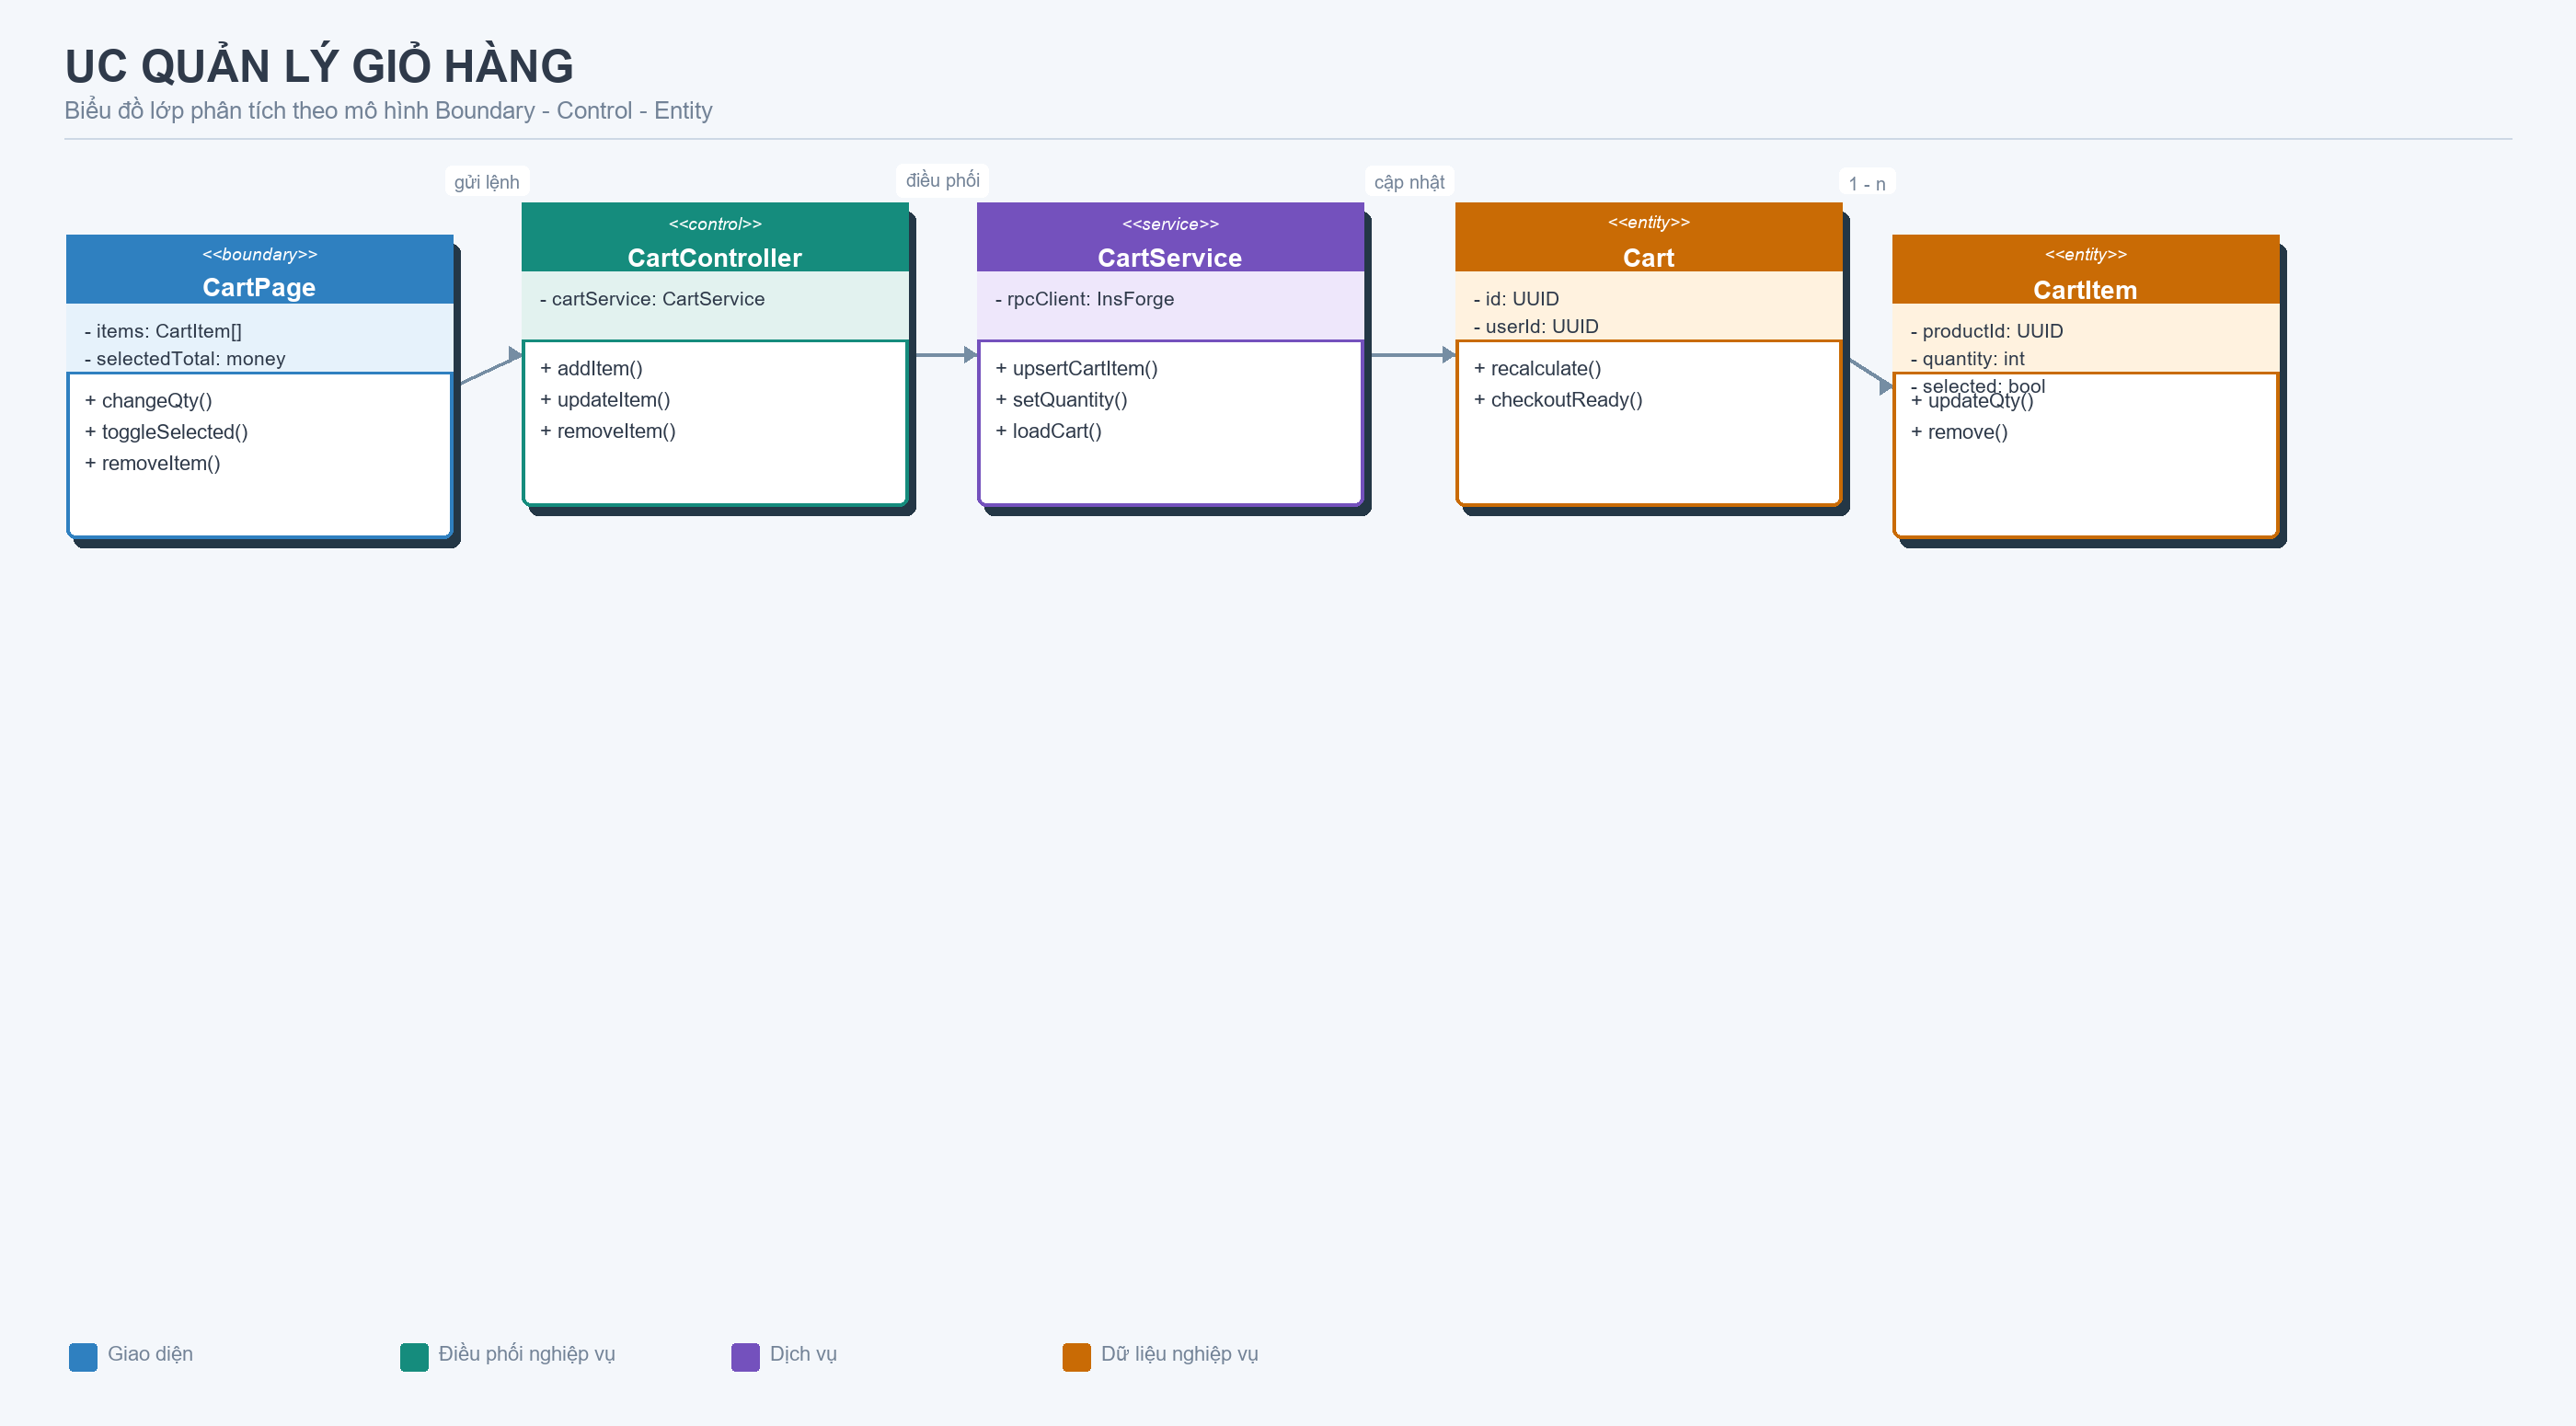 UC QUẢN LÝ GIỎ HÀNG
Biểu đồ lớp phân tích theo mô hình Boundary - Control - Entity
gửi lệnh
điều phối
cập nhật
1 - n
<<boundary>>
CartPage
- items: CartItem[]
- selectedTotal: money
+ changeQty()
+ toggleSelected()
+ removeItem()
<<control>>
CartController
- cartService: CartService
+ addItem()
+ updateItem()
+ removeItem()
<<service>>
CartService
- rpcClient: InsForge
+ upsertCartItem()
+ setQuantity()
+ loadCart()
<<entity>>
Cart
- id: UUID
- userId: UUID
+ recalculate()
+ checkoutReady()
<<entity>>
CartItem
- productId: UUID
- quantity: int
- selected: bool
+ updateQty()
+ remove()
Giao diện
Điều phối nghiệp vụ
Dịch vụ
Dữ liệu nghiệp vụ